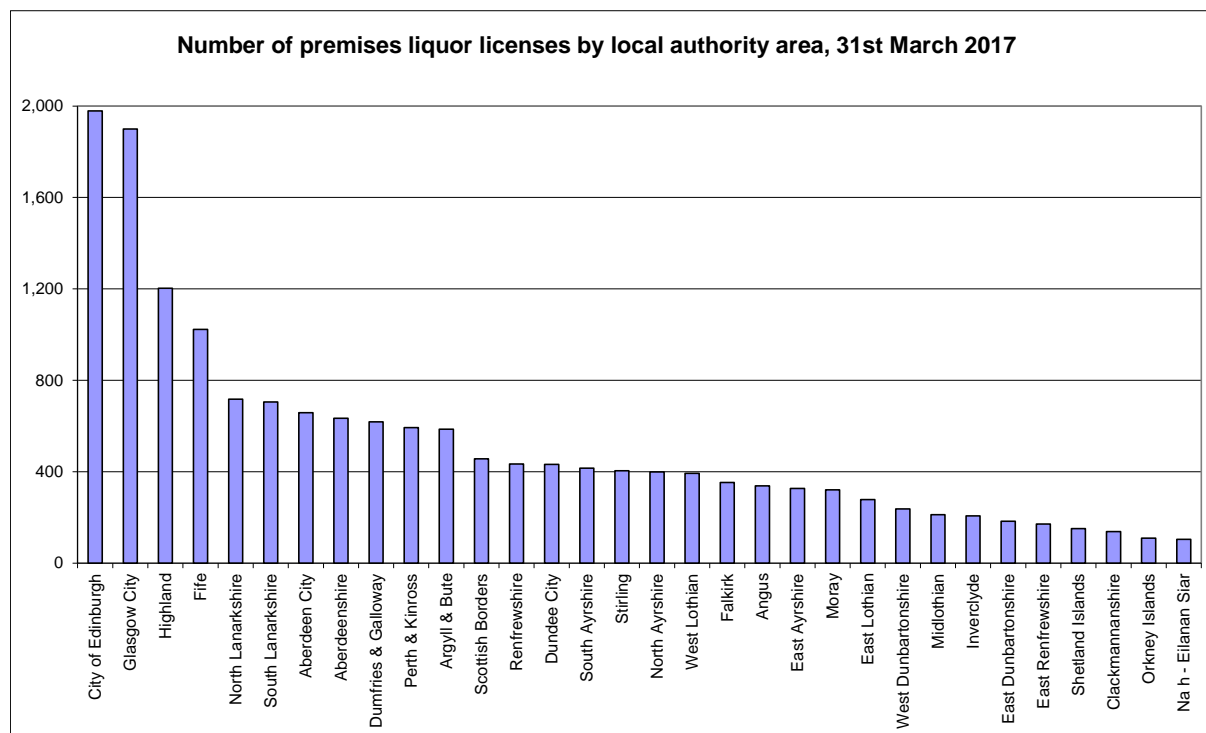 Number of premises liquor licenses by local authority area, 31st March 2017
2,000
1,600
1,200
800
400
0
City of Edinburgh
Glasgow City
Highland
Fife
North Lanarkshire
South Lanarkshire
Aberdeen City
Aberdeenshire
Dumfries & Galloway
Perth & Kinross
Argyll & Bute
Scottish Borders
Renfrewshire
Dundee City
South Ayrshire
Stirling
North Ayrshire
West Lothian
Falkirk
Angus
East Ayrshire
Moray
East Lothian
West Dunbartonshire
Midlothian
Inverclyde
East Dunbartonshire
East Renfrewshire
Shetland Islands
Clackmannanshire
Orkney Islands
Na h - Eilanan Siar